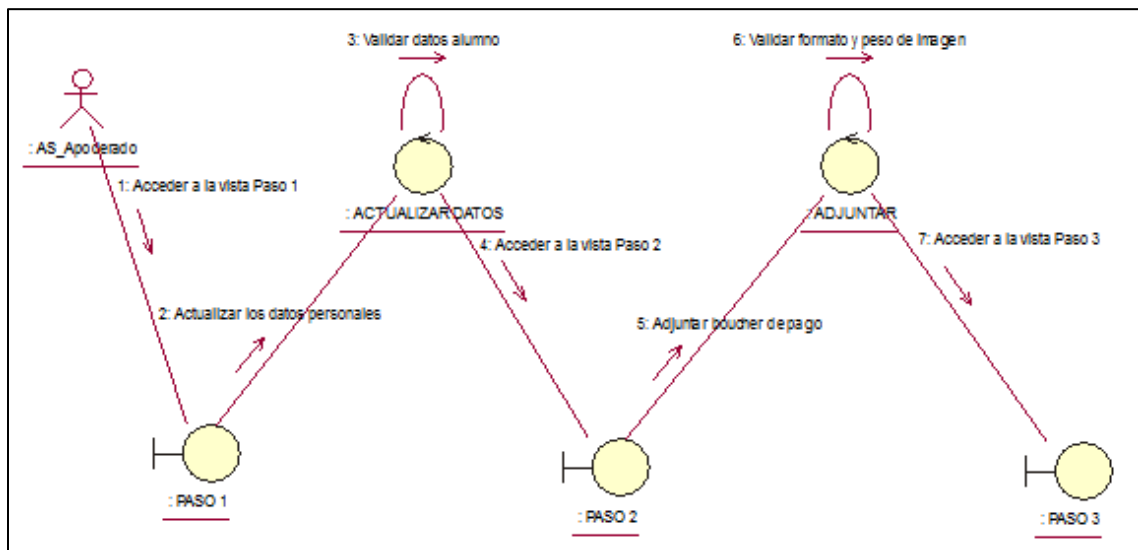 3: Validar datos alumno
6: Validar formato y peso de imagen
: AS_Apoderado
1: Acceder a la vista Paso 1
: ACTUALIZAR DATOS
: ADJUNTAR
4: Acceder a la vista Paso 2
7: Acceder a la vista Paso 3
2: Actualizar los datos personales
5: Adjuntar boucher de pago
: PASO 1
: PASO 2
: PASO 3